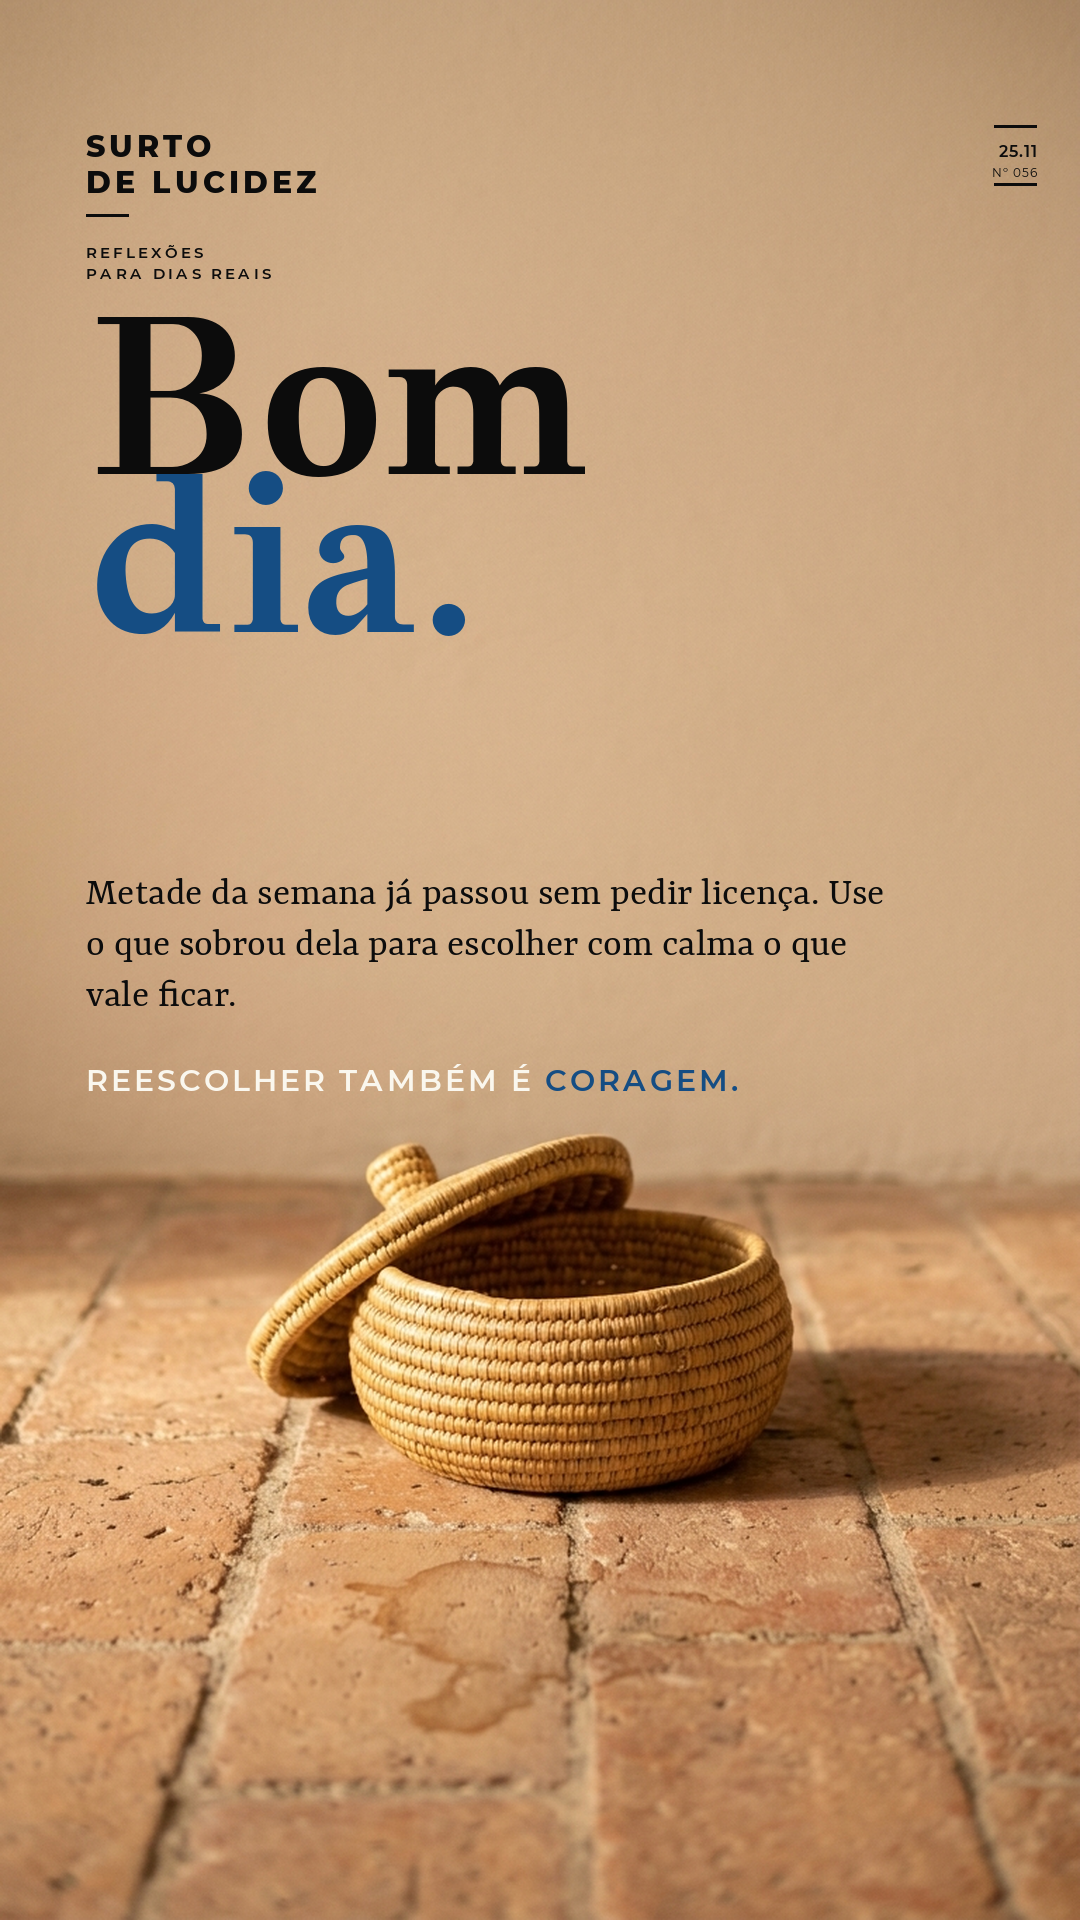 SURTO
DE LUCIDEZ
25.11
Nº 056
REFLEXÕES
PARA DIAS REAIS
Bom
dia.
Metade da semana já passou sem pedir licença. Use
o que sobrou dela para escolher com calma o que
vale ficar.
REESCOLHER TAMBÉM É CORAGEM.